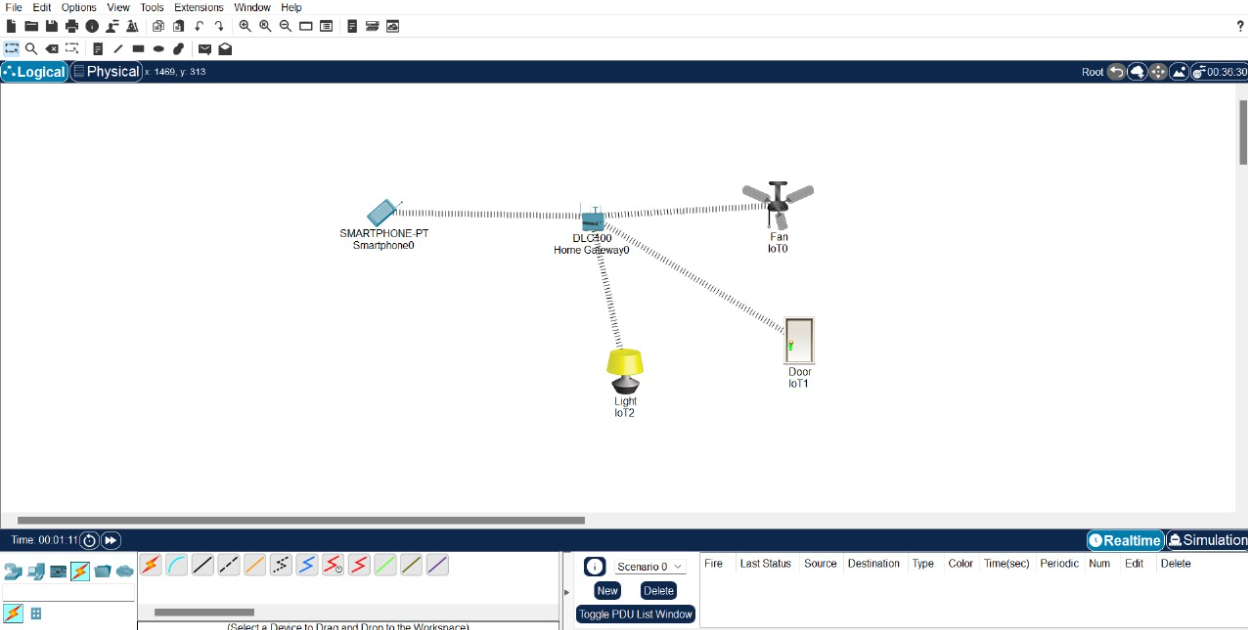 File Edit Options View Tools Extensions Window Help
?
Logical Physical x: 1469, y: 313 Root 00:36:30
SMARTPHONE-PT
Smartphone0
DLC100
Home Gateway0
Fan
IoT0
Door
IoT1
Light
IoT2
Time: 00:01:11 Realtime Simulation
Scenario 0
New Delete
Toggle PDU List Window
Fire Last Status Source Destination Type Color Time(sec) Periodic Num Edit Delete
(Select a Device to Drag and Drop to the Workspace)